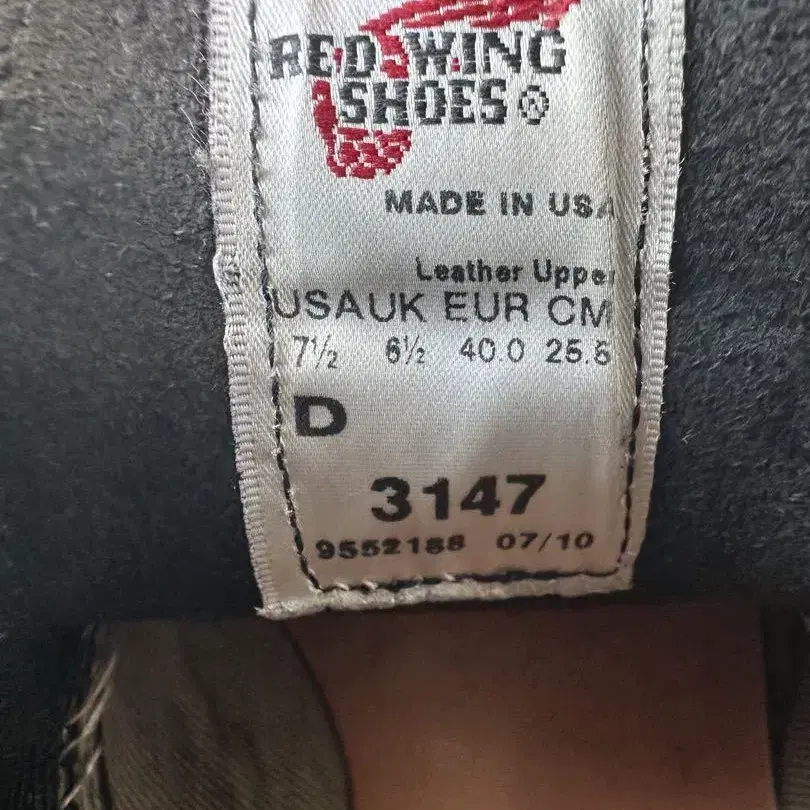 RED WING
SHOES®
MADE IN USA
Leather Upper
USA UK EUR CM
7½ 6½ 40.0 25.5
D
3147
9552188 07/10